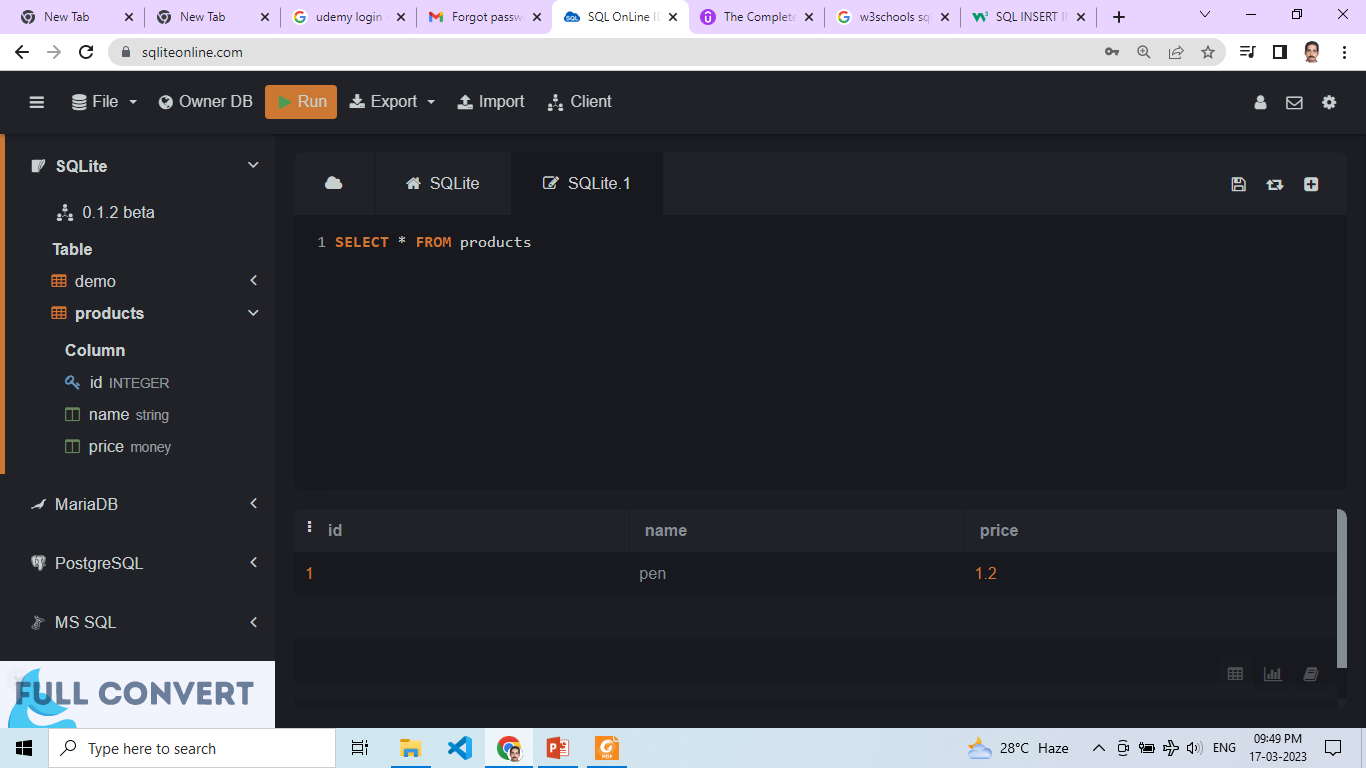 New Tab
New Tab
udemy login -
Forgot passw
SQL OnLine I
The Complete
w3schools sq
SQL INSERT I
sqliteonline.com
File
Owner DB
Run
Export
Import
Client
SQLite
0.1.2 beta
Table
demo
products
Column
id INTEGER
name string
price money
MariaDB
PostgreSQL
MS SQL
FULL CONVERT
SQLite
SQLite.1
1 SELECT * FROM products
id name price
1 pen 1.2
Type here to search
28°C Haze
ENG
09:49 PM
17-03-2023